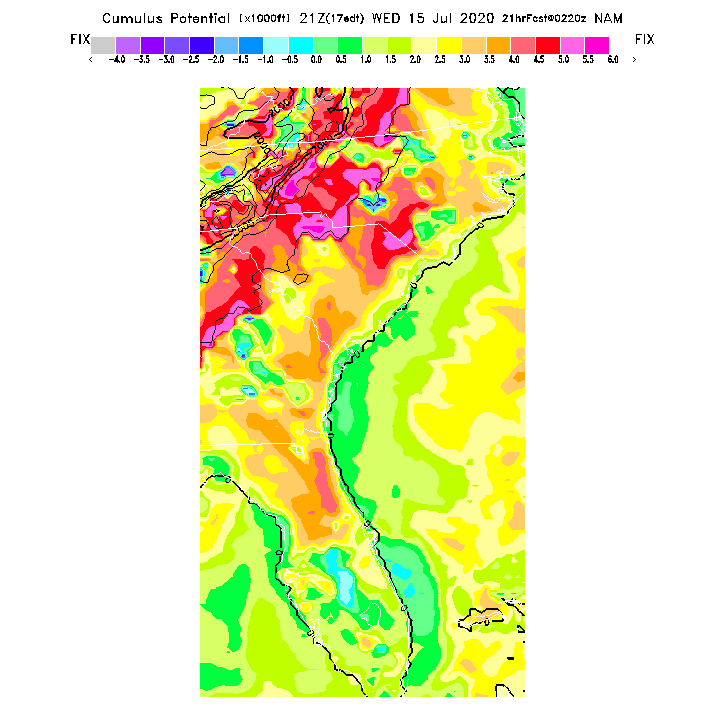 Cumulus Potential [x1000ft] 21Z(17edt) WED 15 Jul 2020 21hrFcst@0220z NAM
FIX FIX
< -4.0 -3.5 -3.0 -2.5 -2.0 -1.5 -1.0 -0.5 0.0 0.5 1.0 1.5 2.0 2.5 3.0 3.5 4.0 4.5 5.0 5.5 6.0 >